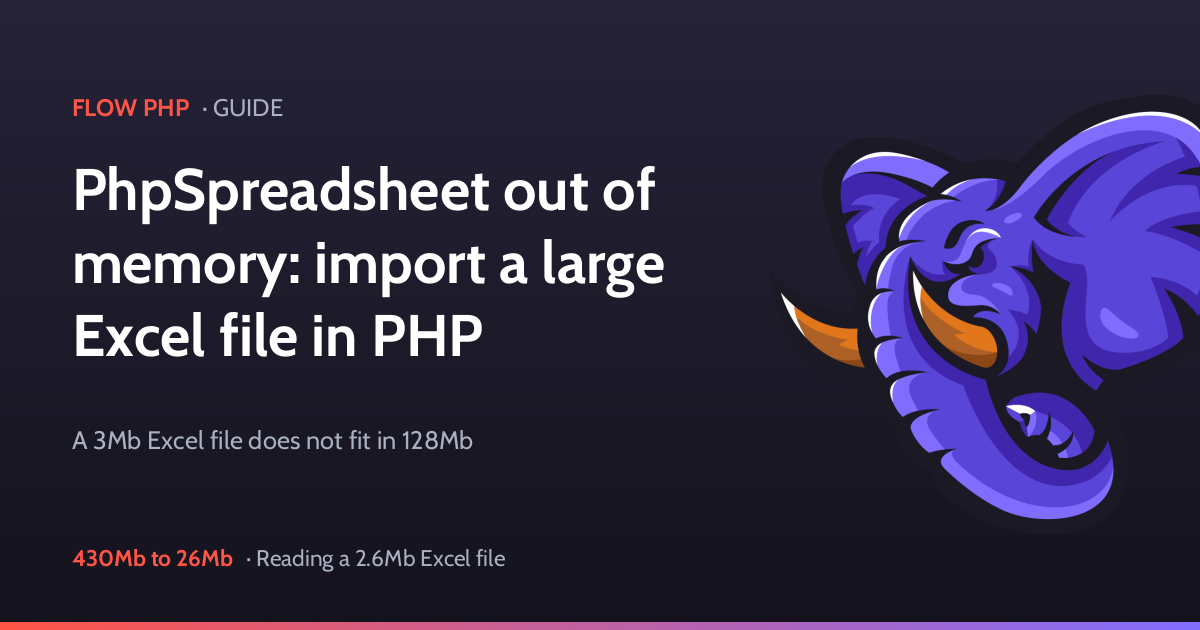 FLOW PHP · GUIDE
PhpSpreadsheet out of
memory: import a large
Excel file in PHP
A 3Mb Excel file does not fit in 128Mb
430Mb to 26Mb · Reading a 2.6Mb Excel file